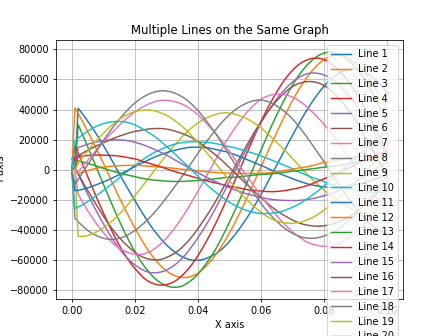 Multiple Lines on the Same Graph
80000
60000
40000
20000
0
−20000
−40000
−60000
−80000
0.00
0.02
0.04
0.06
X axis
axis
Line 1
Line 2
Line 3
Line 4
Line 5
Line 6
Line 7
Line 8
Line 9
Line 10
Line 11
Line 12
Line 13
Line 14
Line 15
Line 16
Line 17
Line 18
Line 19
Line 20